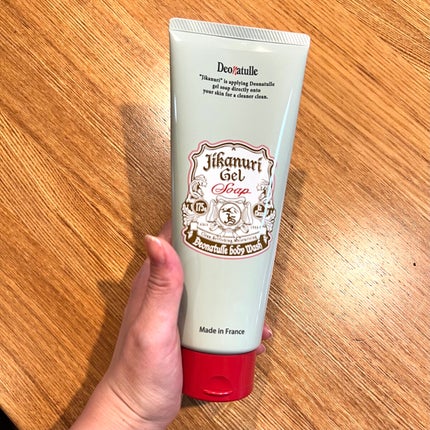 Deonatulle
"Jikanuri" is applying Deonatulle
gel soap directly onto
your skin for a cleaner clean.
Jikanuri
Gel
Soap
Deonatulle body Wash
Made in France